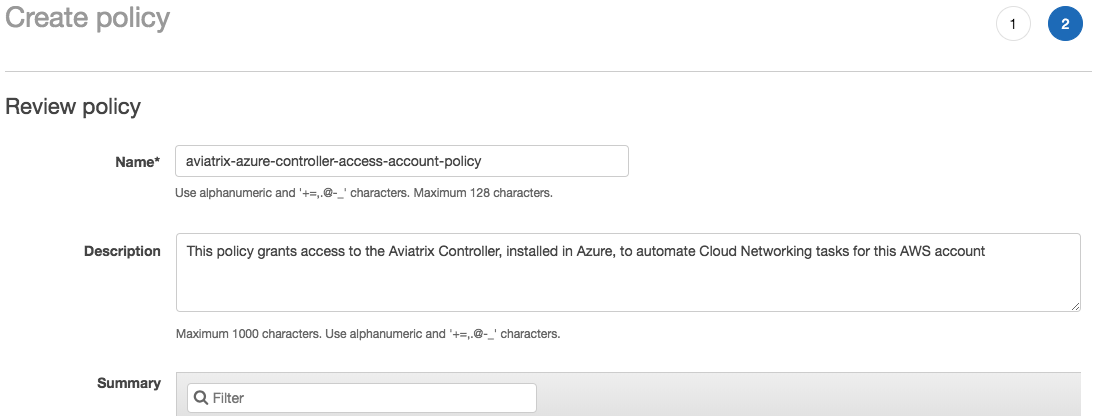 Create policy
1
2
Review policy
Name* aviatrix-azure-controller-access-account-policy
Use alphanumeric and '+=,.@-_' characters. Maximum 128 characters.
Description This policy grants access to the Aviatrix Controller, installed in Azure, to automate Cloud Networking tasks for this AWS account
Maximum 1000 characters. Use alphanumeric and '+=,.@-_' characters.
Summary
Filter